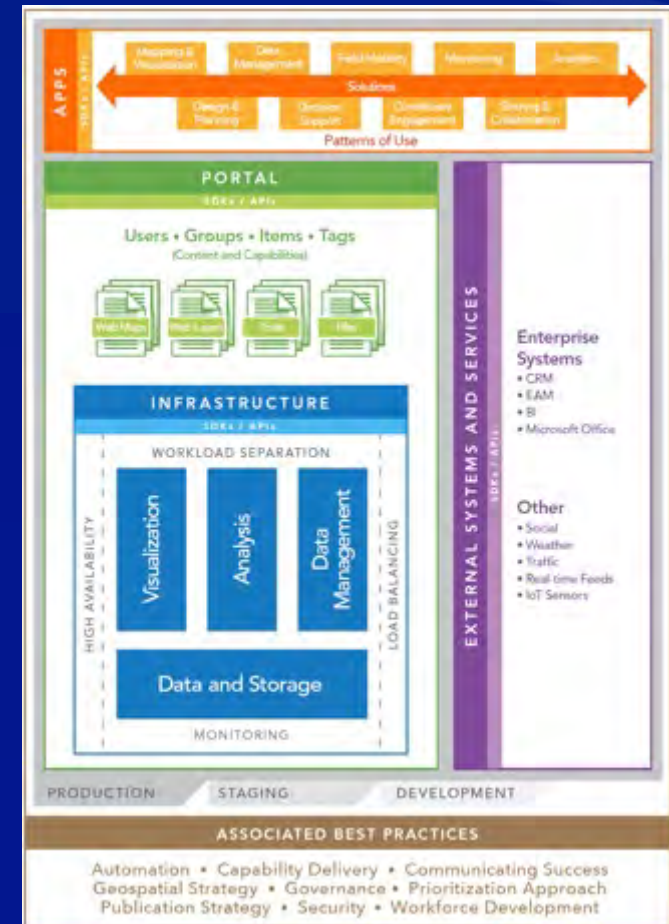 APPS
SDKs / APIs
Mapping & Visualization
Data Management
Field Mobility
Monitoring
Analytics
Solutions
Design & Planning
Decision Support
Constituent Engagement
Sharing & Collaboration
Patterns of Use
PORTAL
SDKs / APIs
Users • Groups • Items • Tags
(Content and Capabilities)
Web Maps
Web Layers
Tools
Files
INFRASTRUCTURE
SDKs / APIs
WORKLOAD SEPARATION
HIGH AVAILABILITY
Visualization
Analysis
Data
Management
LOAD BALANCING
Data and Storage
MONITORING
EXTERNAL SYSTEMS AND SERVICES
SDKs / APIs
Enterprise
Systems
• CRM
• EAM
• BI
• Microsoft Office
Other
• Social
• Weather
• Traffic
• Real-time Feeds
• IoT Sensors
PRODUCTION
STAGING
DEVELOPMENT
ASSOCIATED BEST PRACTICES
Automation • Capability Delivery • Communicating Success
Geospatial Strategy • Governance • Prioritization Approach
Publication Strategy • Security • Workforce Development